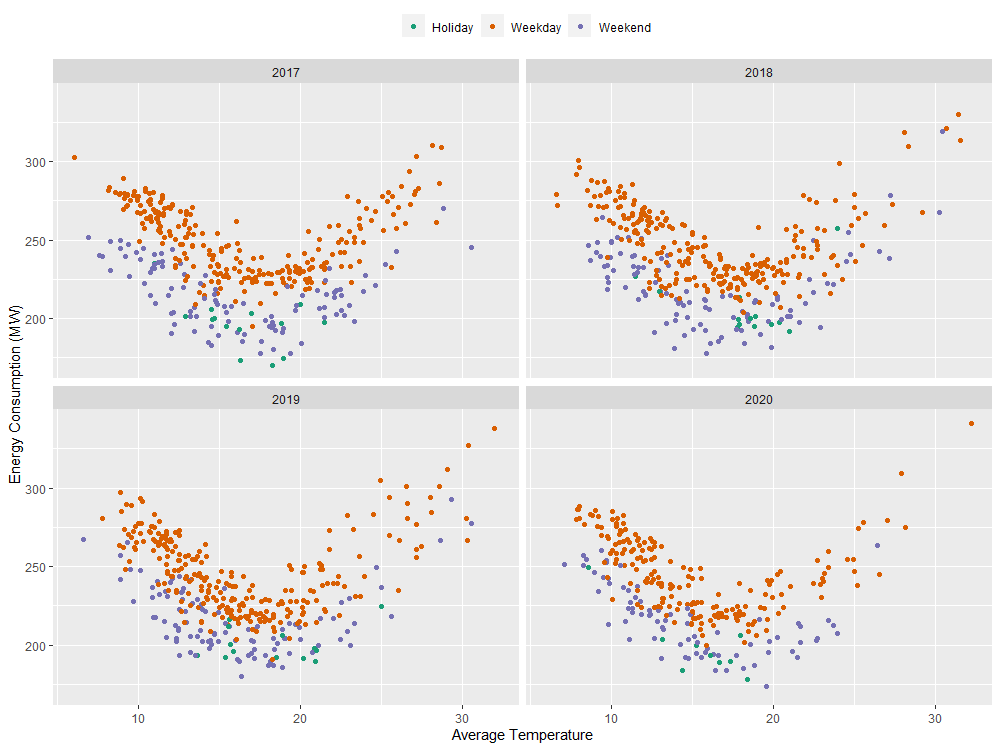 Holiday Weekday Weekend
2017 2018
300
250
200
2019 2020
300
250
200
10 20 30 10 20 30
Average Temperature
Energy Consumption (MW)